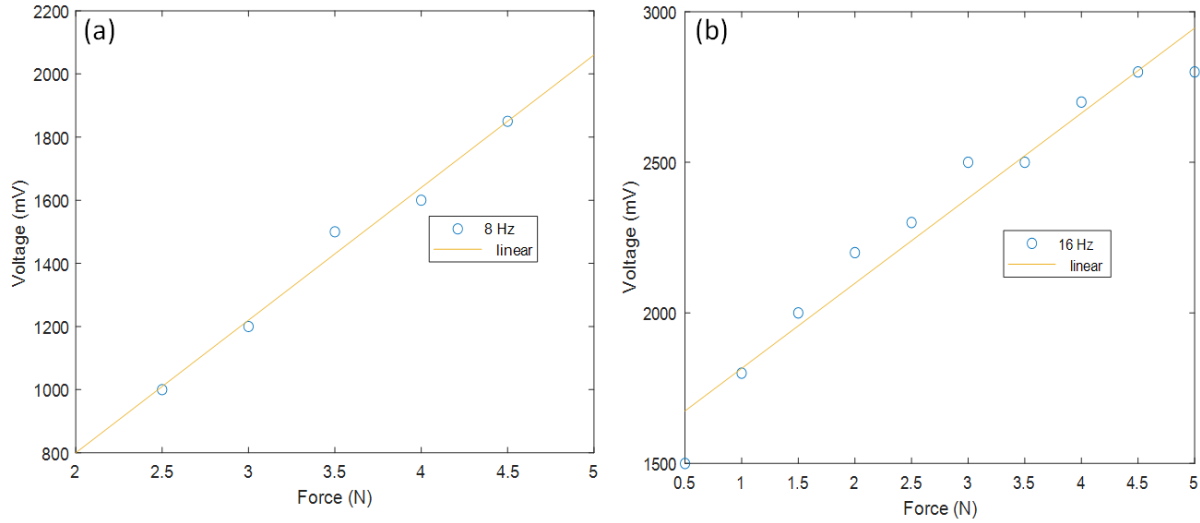 (a)
2200
2000
1800
1600
1400
1200
1000
800
Voltage (mV)
8 Hz
linear
2 2.5 3 3.5 4 4.5 5
Force (N)
(b)
3000
2500
2000
1500
Voltage (mV)
16 Hz
linear
0.5 1 1.5 2 2.5 3 3.5 4 4.5 5
Force (N)